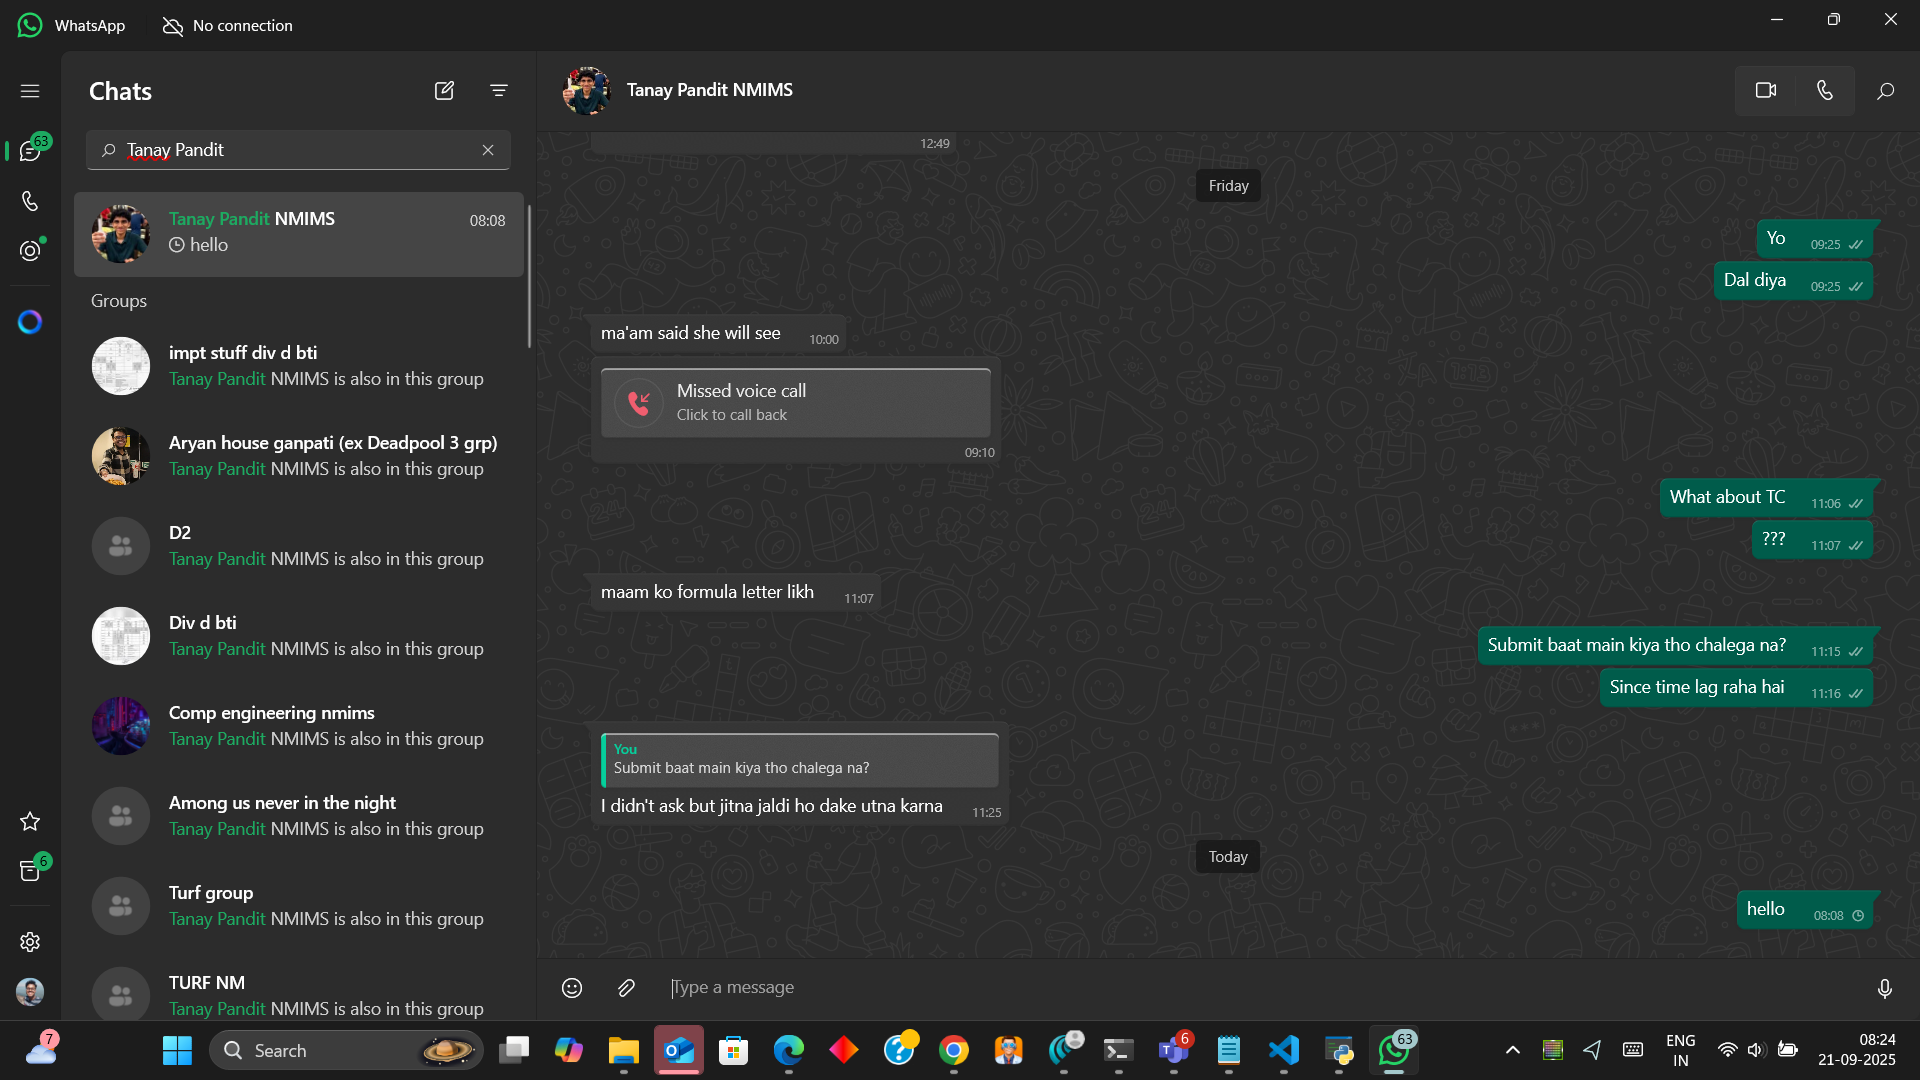 WhatsApp
No connection
Chats
63
Tanay Pandit
Tanay Pandit NMIMS
08:08
hello
Groups
impt stuff div d bti
Tanay Pandit NMIMS is also in this group
Aryan house ganpati (ex Deadpool 3 grp)
Tanay Pandit NMIMS is also in this group
D2
Tanay Pandit NMIMS is also in this group
Div d bti
Tanay Pandit NMIMS is also in this group
Comp engineering nmims
Tanay Pandit NMIMS is also in this group
Among us never in the night
Tanay Pandit NMIMS is also in this group
6
Turf group
Tanay Pandit NMIMS is also in this group
TURF NM
Tanay Pandit NMIMS is also in this group
Tanay Pandit NMIMS
12:49
Friday
Yo 09:25
Dal diya 09:25
ma'am said she will see 10:00
Missed voice call
Click to call back
09:10
What about TC 11:06
??? 11:07
maam ko formula letter likh 11:07
Submit baat main kiya tho chalega na? 11:15
Since time lag raha hai 11:16
You
Submit baat main kiya tho chalega na?
I didn't ask but jitna jaldi ho dake utna karna 11:25
Today
hello 08:08
Type a message
7
Search
6
63
ENG
IN
08:24
21-09-2025